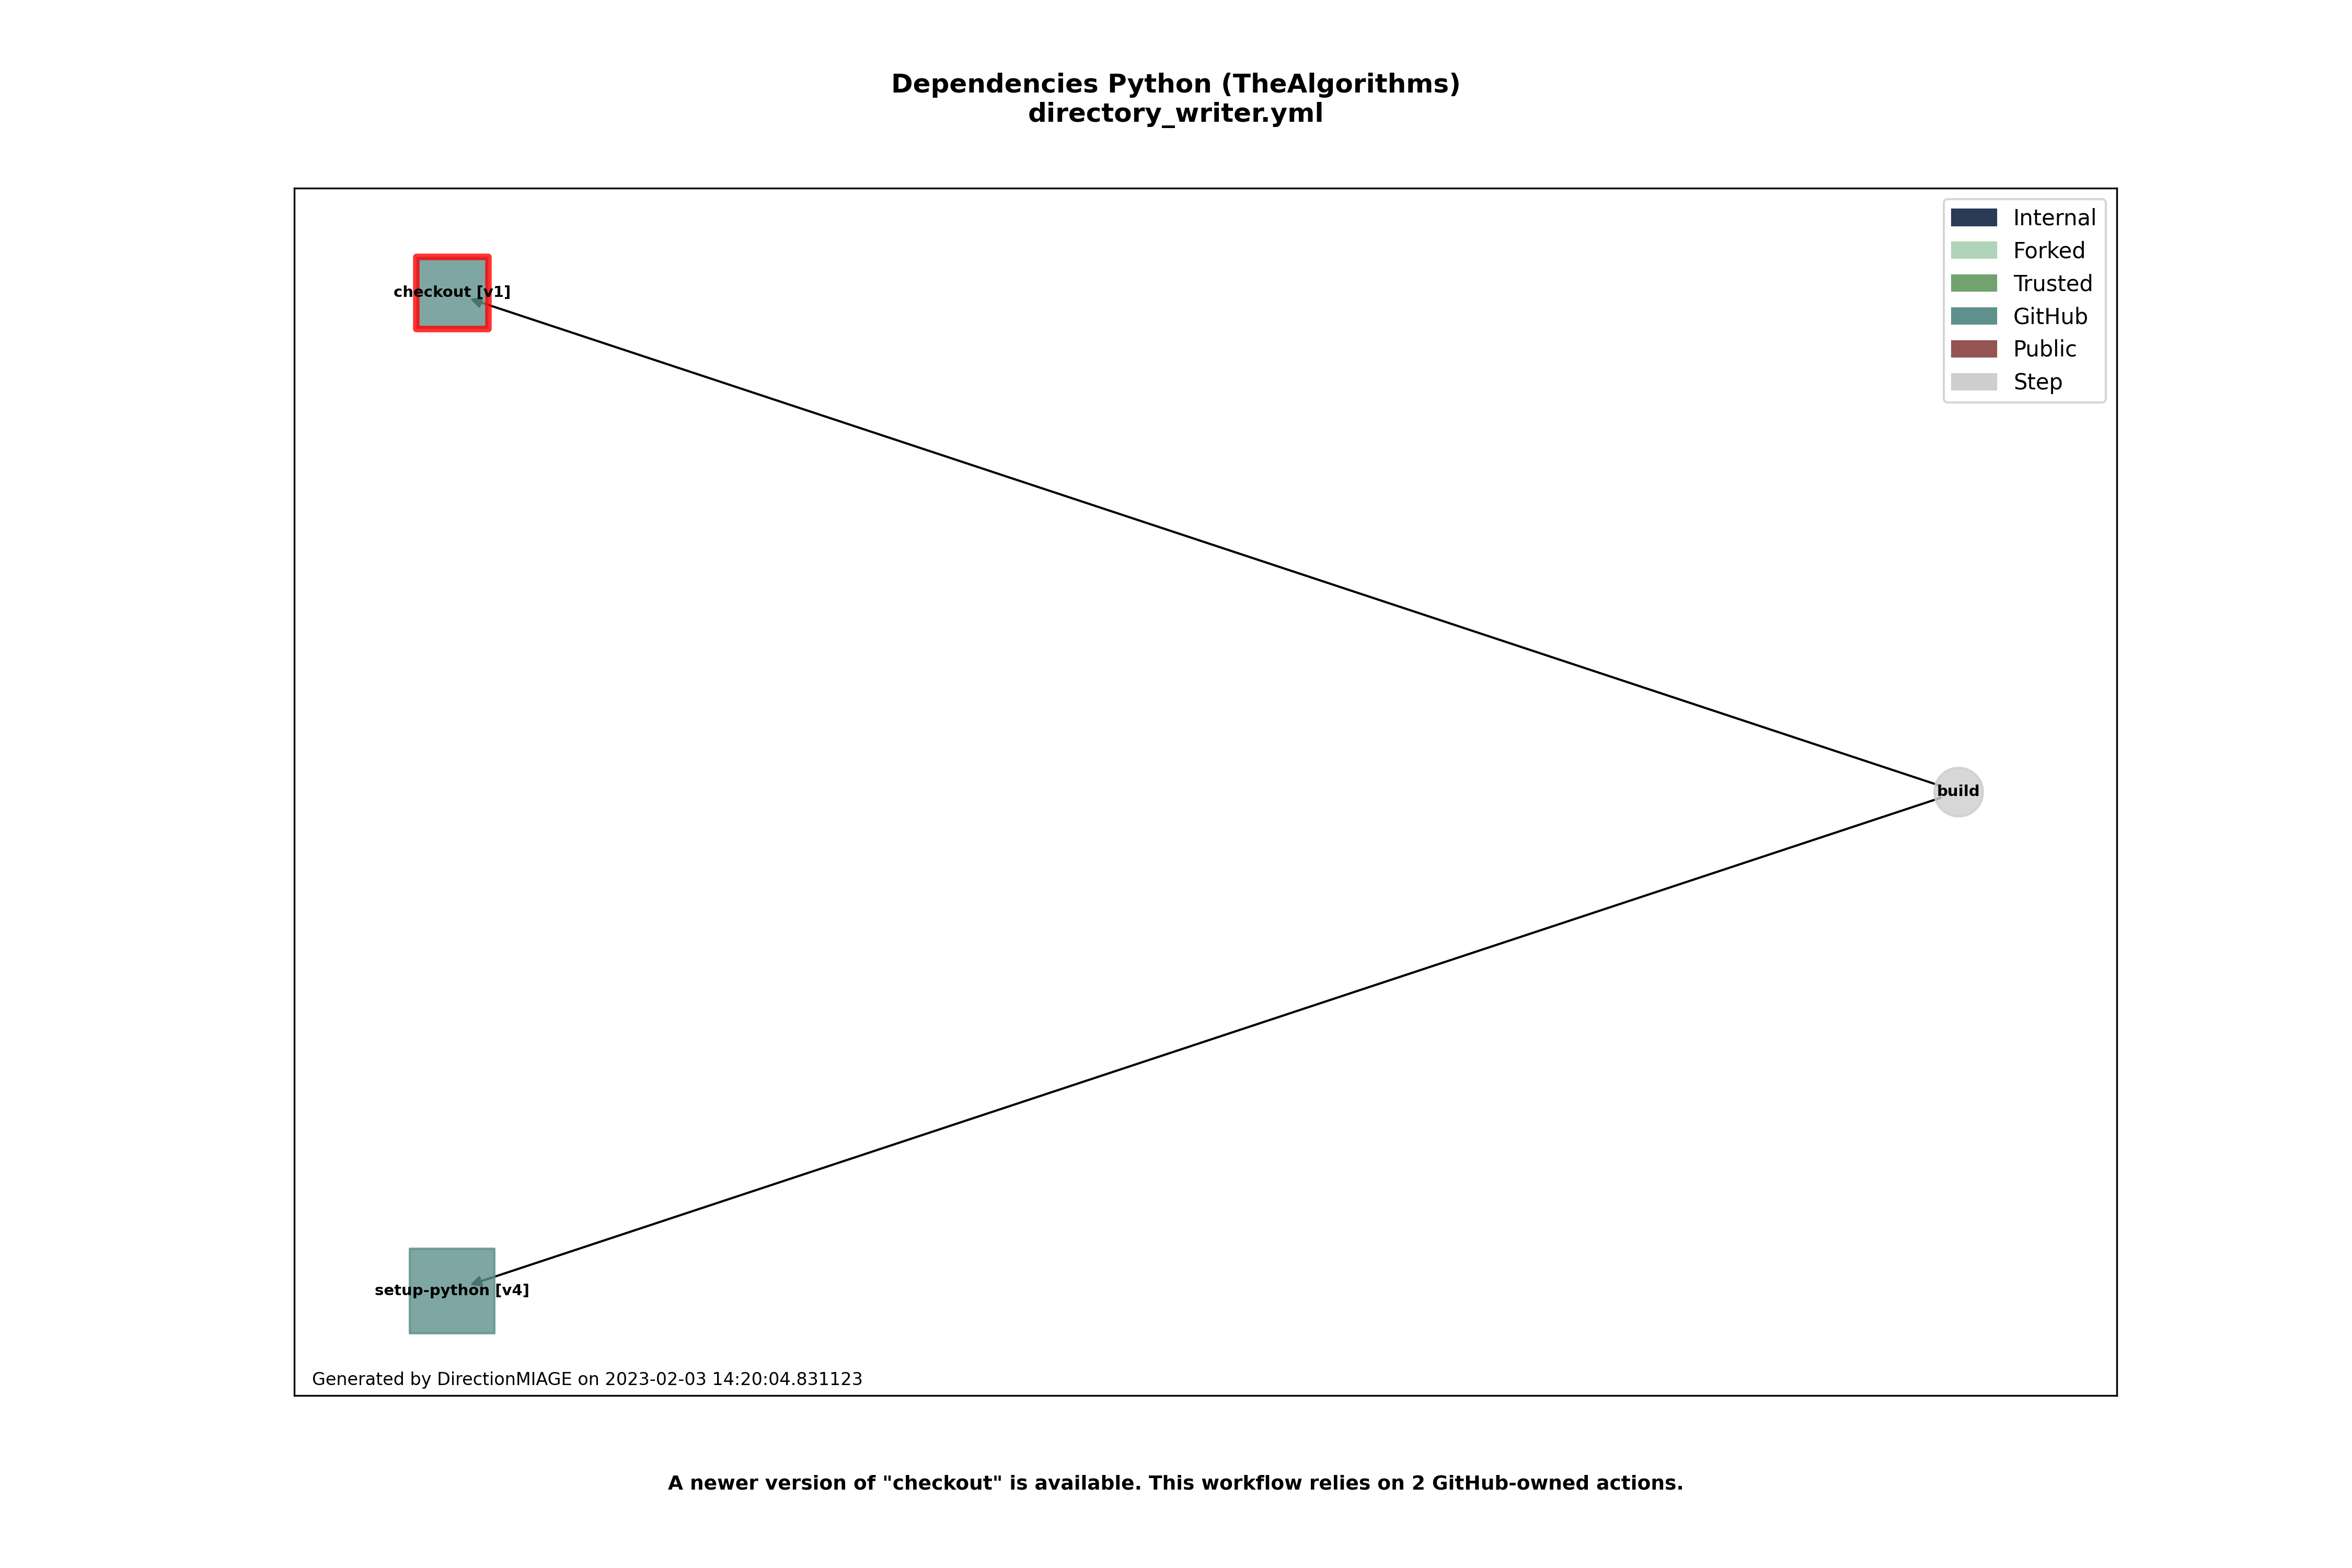 Dependencies Python (TheAlgorithms)
directory_writer.yml
Internal
Forked
Trusted
GitHub
Public
Step
checkout [v1]
build
setup-python [v4]
Generated by DirectionMIAGE on 2023-02-03 14:20:04.831123
A newer version of "checkout" is available. This workflow relies on 2 GitHub-owned actions.